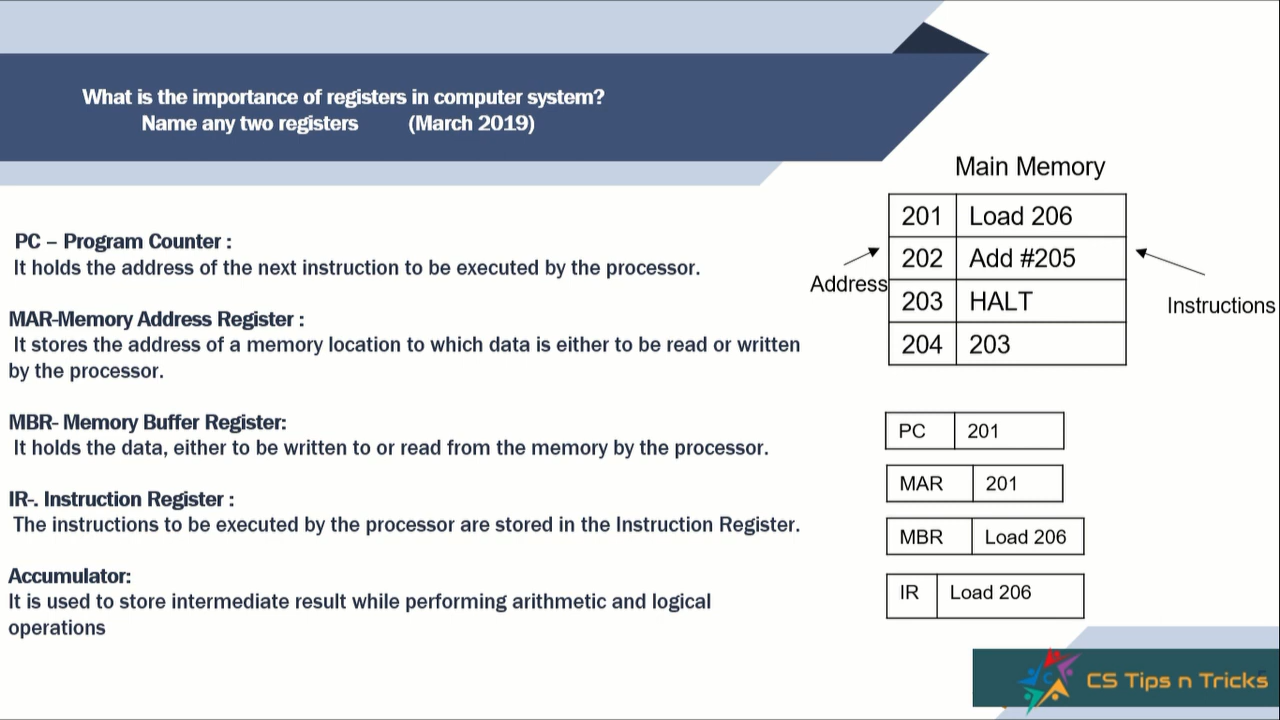 What is the importance of registers in computer system?
Name any two registers (March 2019)
PC – Program Counter :
It holds the address of the next instruction to be executed by the processor.
MAR-Memory Address Register :
It stores the address of a memory location to which data is either to be read or written
by the processor.
MBR- Memory Buffer Register:
It holds the data, either to be written to or read from the memory by the processor.
IR-. Instruction Register :
The instructions to be executed by the processor are stored in the Instruction Register.
Accumulator:
It is used to store intermediate result while performing arithmetic and logical
operations
Main Memory
201 Load 206
202 Add #205
203 HALT
204 203
Address
Instructions
PC 201
MAR 201
MBR Load 206
IR Load 206
CS Tips n Tricks